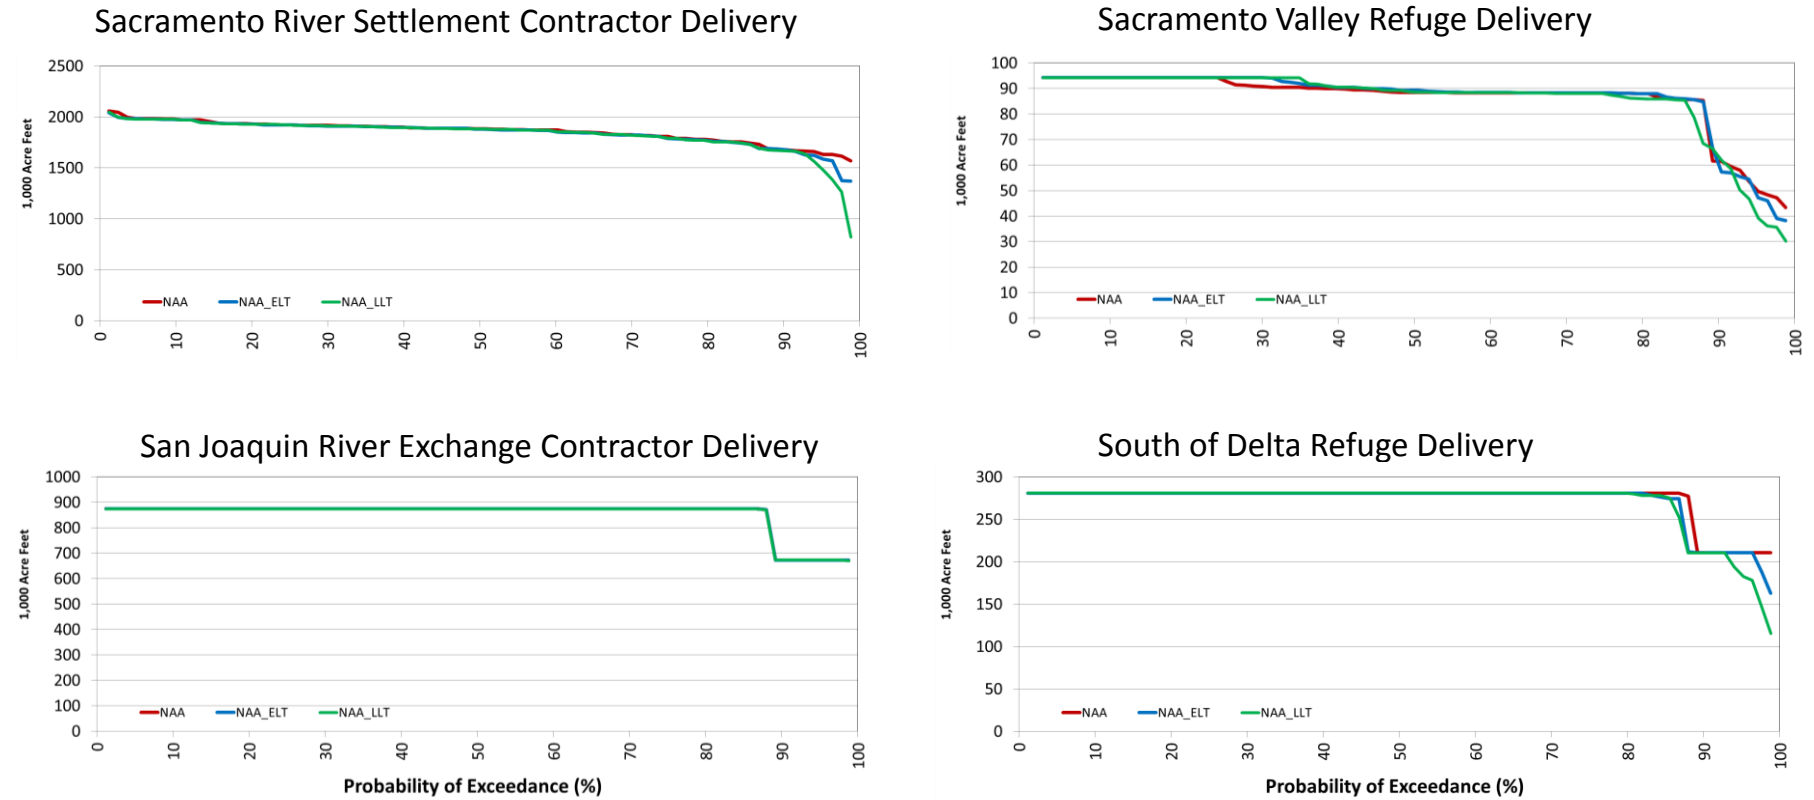 Sacramento River Settlement Contractor Delivery
1,000 Acre Feet
2500
2000
1500
1000
500
0
NAA NAA_ELT NAA_LLT
0 10 20 30 40 50 60 70 80 90 100
Sacramento Valley Refuge Delivery
1,000 Acre Feet
100
90
80
70
60
50
40
30
20
10
0
NAA NAA_ELT NAA_LLT
0 10 20 30 40 50 60 70 80 90 100
San Joaquin River Exchange Contractor Delivery
1,000 Acre Feet
1000
900
800
700
600
500
400
300
200
100
0
NAA NAA_ELT NAA_LLT
0 10 20 30 40 50 60 70 80 90 100
Probability of Exceedance (%)
South of Delta Refuge Delivery
1,000 Acre Feet
300
250
200
150
100
50
0
NAA NAA_ELT NAA_LLT
0 10 20 30 40 50 60 70 80 90 100
Probability of Exceedance (%)